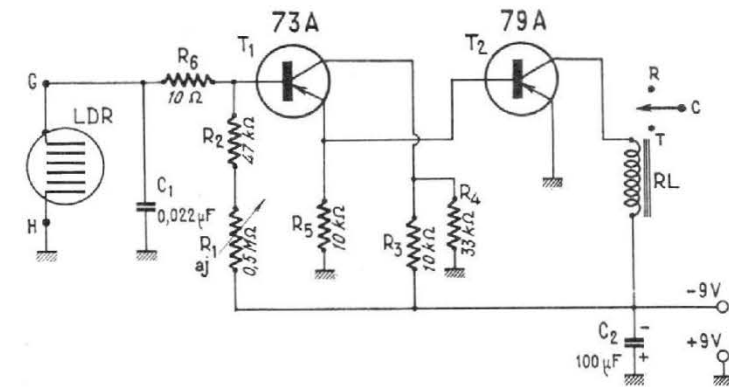 73A
79A
T1
T2
G
R6
10 Ω
LDR
R2
47 kΩ
R
C
T
RL
H
C1
0,022 µF
R1
aj
0,5 MΩ
R5
10 kΩ
R3
10 kΩ
R4
33 kΩ
-9V
C2
100 µF
-
+
+9V